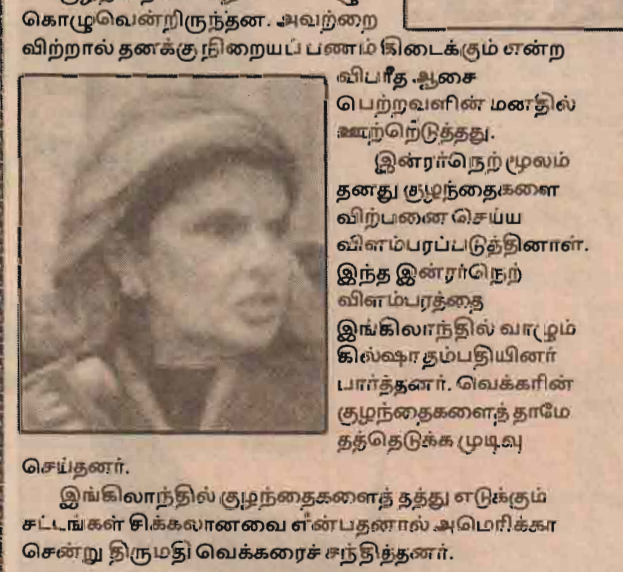 கொழுவென்றிருந்தன. அவற்றை
விற்றால் தனக்கு நிறையப் பணம் கிடைக்கும் என்ற
விபரீத ஆசை
பெற்றவளின் மனதில்
ஊற்றெடுத்தது.
இன்ரர்நெற் மூலம்
தனது குழந்தைகளை
விற்பனை செய்ய
விளம்பரப்படுத்தினாள்.
இந்த இன்ரர்நெற்
விளம்பரத்தை
இங்கிலாந்தில் வாழும்
கில்ஷா தம்பதியினர்
பார்த்தனர். வெக்கரின்
குழந்தைகளைத் தாமே
தத்தெடுக்க முடிவு
செய்தனர்.
இங்கிலாந்தில் குழந்தைகளைத் தத்து எடுக்கும்
சட்டங்கள் சிக்கலானவை என்பதனால் அமெரிக்கா
சென்று திருமதி வெக்கரைச் சந்தித்தனர்.